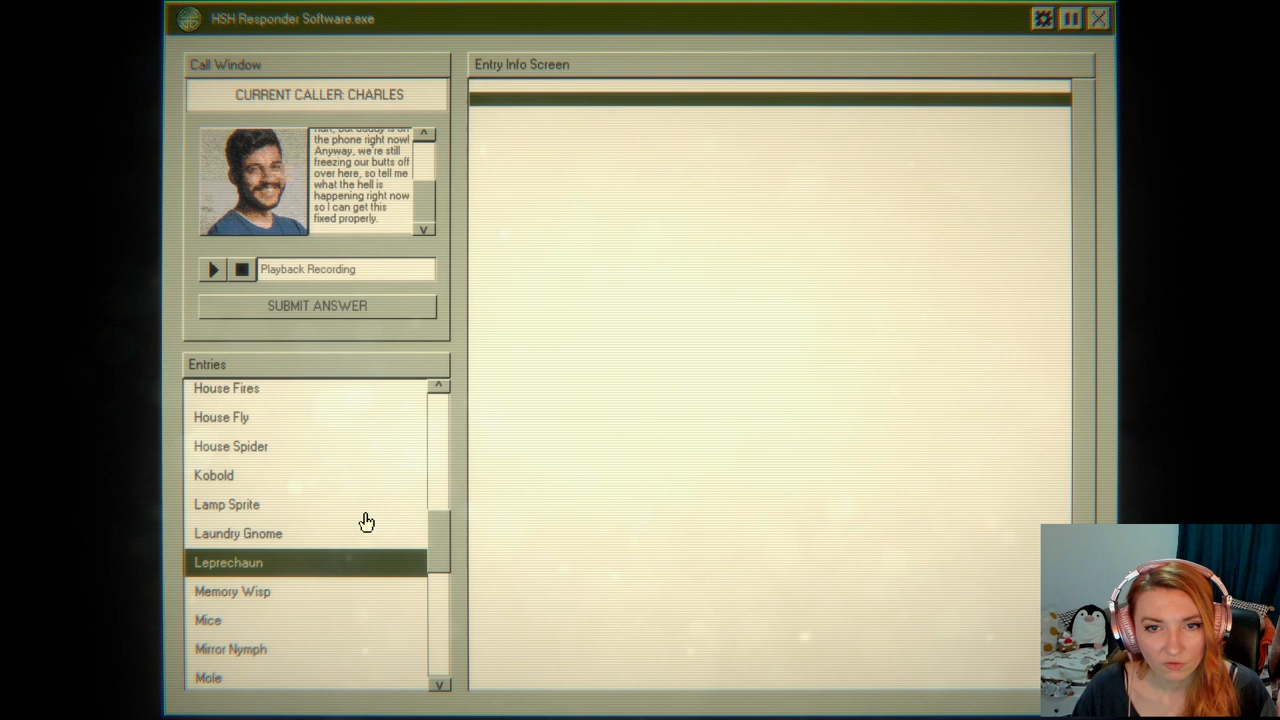 HSH Responder Software.exe
Call Window
CURRENT CALLER: CHARLES
the phone right now!
Anyway, we're still
freezing our butts off
over here, so tell me
what the hell is
happening right now
so I can get this
fixed properly.
Playback Recording
SUBMIT ANSWER
Entries
House Fires
House Fly
House Spider
Kobold
Lamp Sprite
Laundry Gnome
Leprechaun
Memory Wisp
Mice
Mirror Nymph
Mole
Entry Info Screen